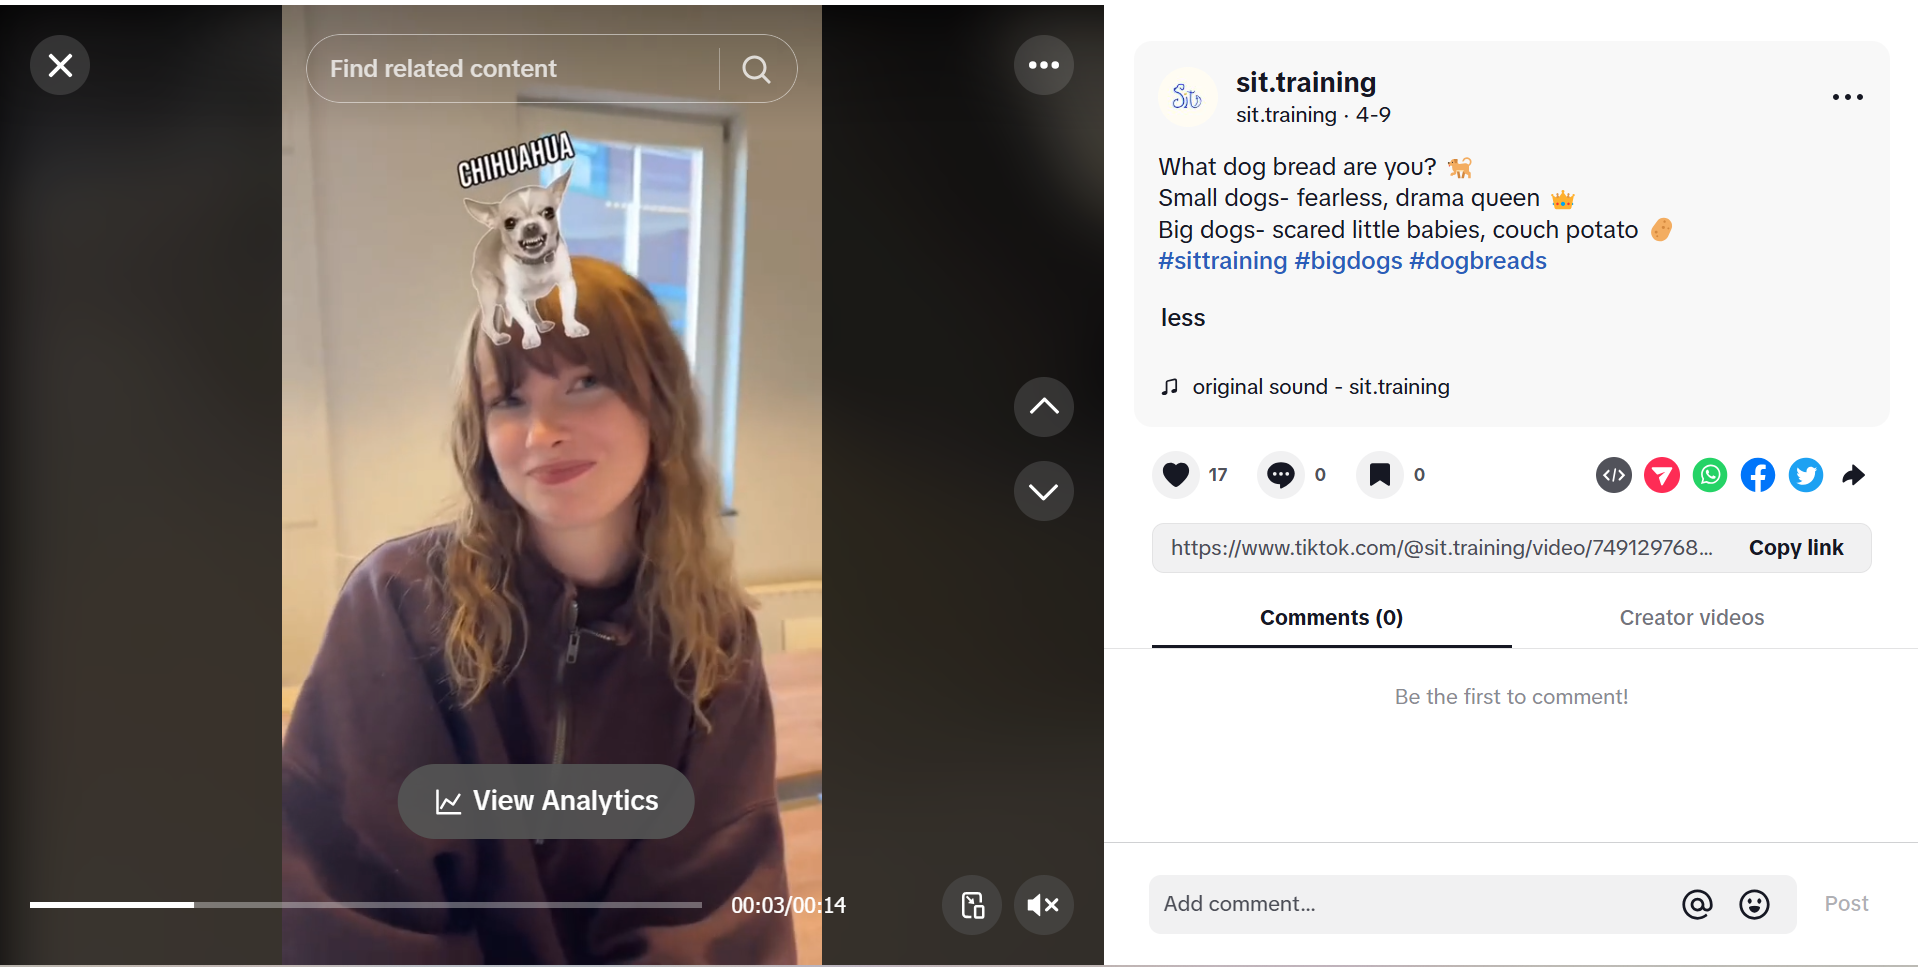 Find related content
CHIHUAHUA
View Analytics
00:03/00:14
Sit
sit.training
sit.training · 4-9
What dog bread are you? 🐕
Small dogs- fearless, drama queen 👑
Big dogs- scared little babies, couch potato 🥔
#sittraining #bigdogs #dogbreads
less
original sound - sit.training
17
0
0
https://www.tiktok.com/@sit.training/video/749129768...
Copy link
Comments (0)
Creator videos
Be the first to comment!
Add comment...
Post